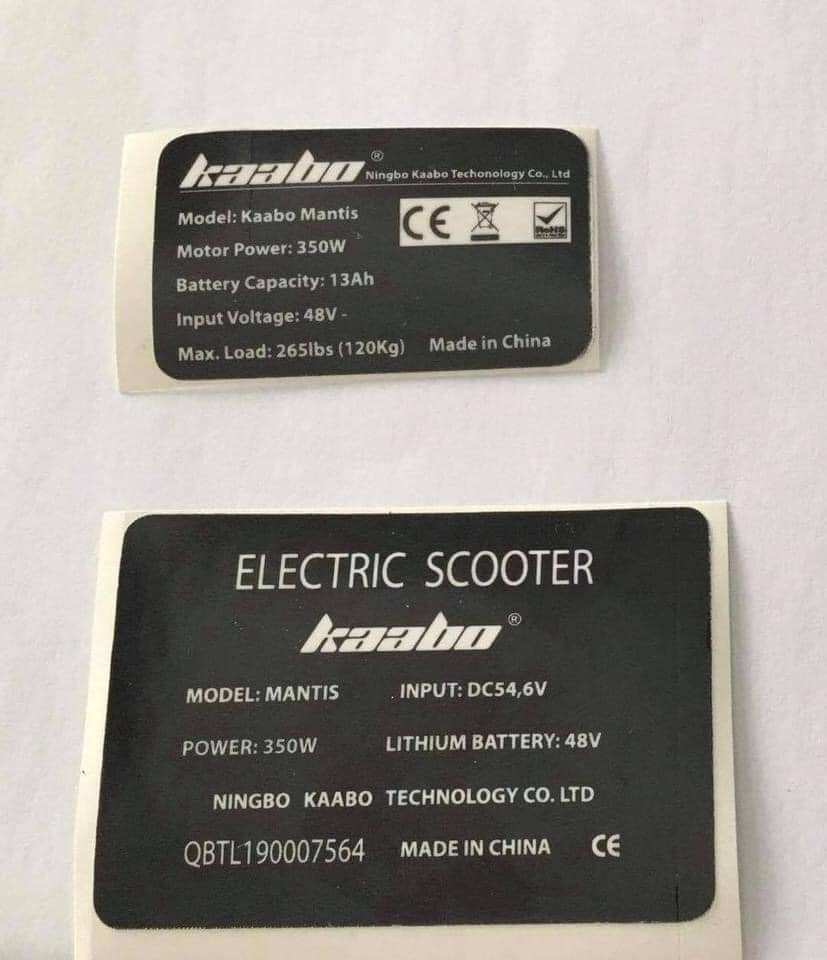 kaabo®
Ningbo Kaabo Techonology Co., Ltd
Model: Kaabo Mantis
CE
RoHS
Motor Power: 350W
Battery Capacity: 13Ah
Input Voltage: 48V -
Max. Load: 265lbs (120Kg) Made in China
ELECTRIC SCOOTER
kaabo®
MODEL: MANTIS . INPUT: DC54,6V
POWER: 350W LITHIUM BATTERY: 48V
NINGBO KAABO TECHNOLOGY CO. LTD
QBTL190007564 MADE IN CHINA CE